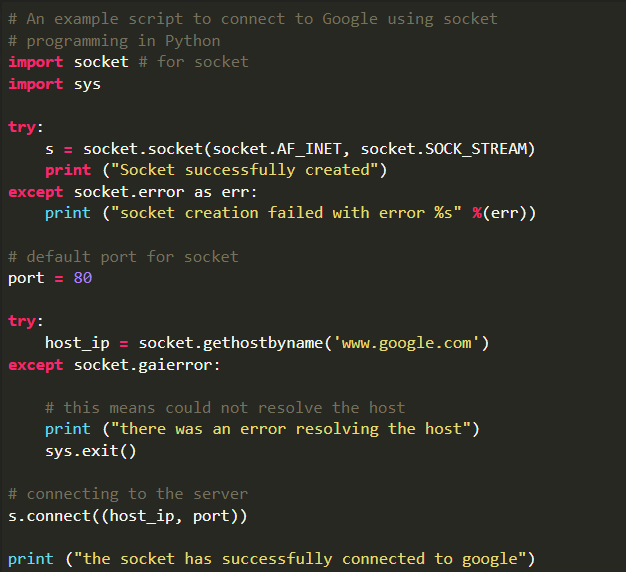 # An example script to connect to Google using socket
# programming in Python
import socket # for socket
import sys

try:
    s = socket.socket(socket.AF_INET, socket.SOCK_STREAM)
    print ("Socket successfully created")
except socket.error as err:
    print ("socket creation failed with error %s" %(err))

# default port for socket
port = 80

try:
    host_ip = socket.gethostbyname('www.google.com')
except socket.gaierror:

    # this means could not resolve the host
    print ("there was an error resolving the host")
    sys.exit()

# connecting to the server
s.connect((host_ip, port))

print ("the socket has successfully connected to google")